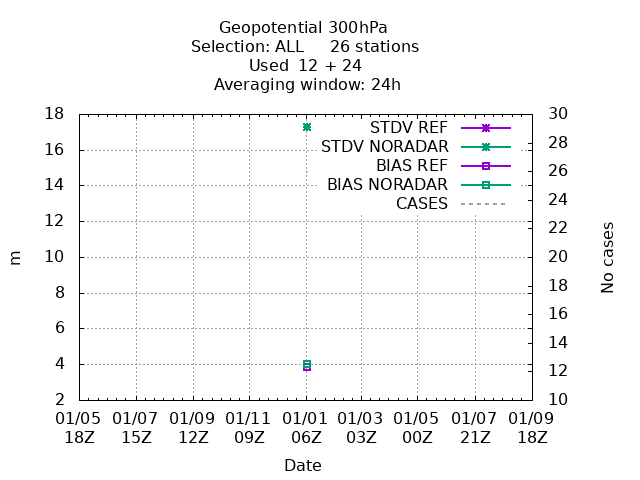 Geopotential 300hPa
Selection: ALL     26 stations
Used  12 + 24
Averaging window: 24h
STDV REF
STDV NORADAR
BIAS REF
BIAS NORADAR
CASES
18
16
14
12
10
8
6
4
2
m
30
28
26
24
22
20
18
16
14
12
10
No cases
01/05 01/07 01/09 01/11 01/01 01/03 01/05 01/07 01/09
18Z 15Z 12Z 09Z 06Z 03Z 00Z 21Z 18Z
Date